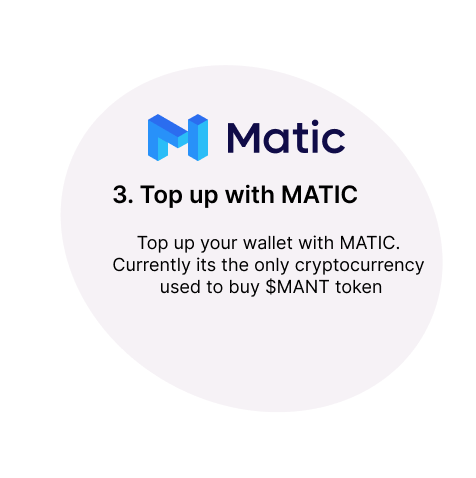 Matic
3. Top up with MATIC
Top up your wallet with MATIC.
Currently its the only cryptocurrency
used to buy $MANT token